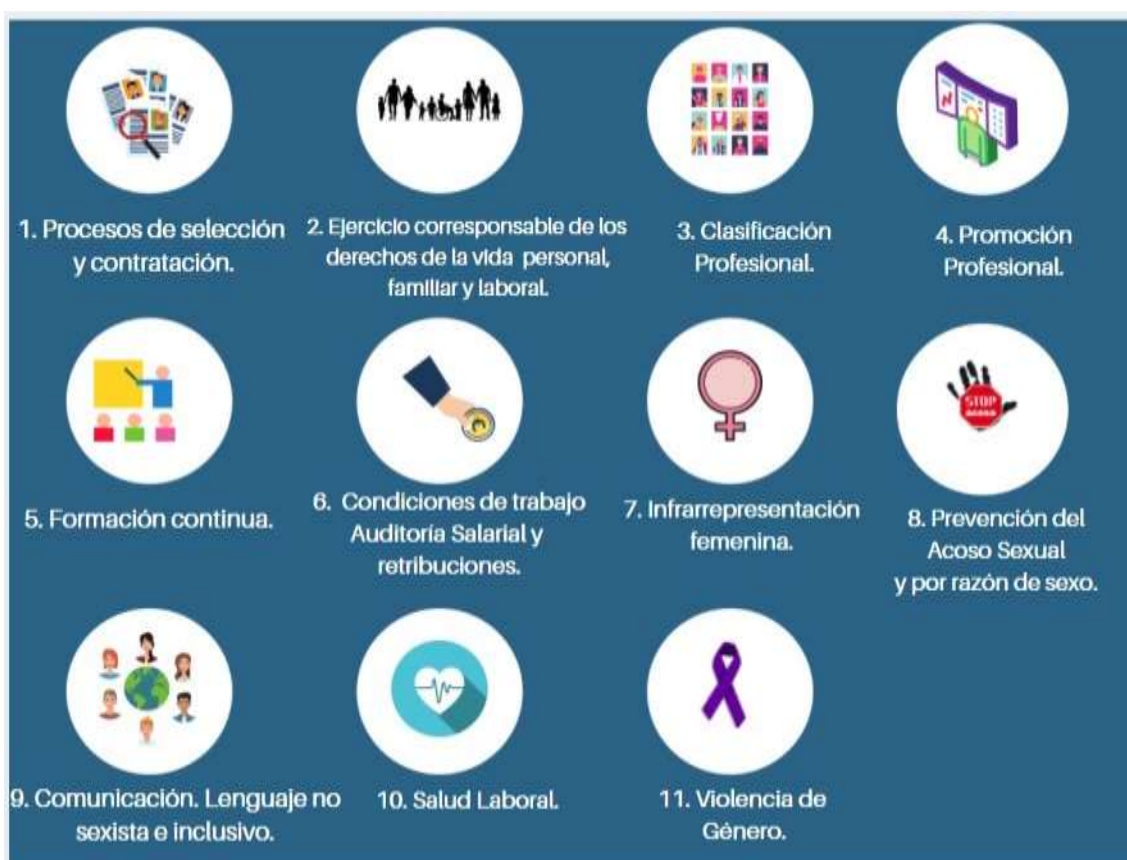 1. Procesos de selección
y contratación.
2. Ejercicio corresponsable de los
derechos de la vida personal,
familiar y laboral.
3. Clasificación
Profesional.
4. Promoción
Profesional.
5. Formación continua.
6. Condiciones de trabajo
Auditoría Salarial y
retribuciones.
7. Infrarrepresentación
femenina.
STOP
ACOSO
8. Prevención del
Acoso Sexual
y por razón de sexo.
9. Comunicación. Lenguaje no
sexista e inclusivo.
10. Salud Laboral.
11. Violencia de
Género.